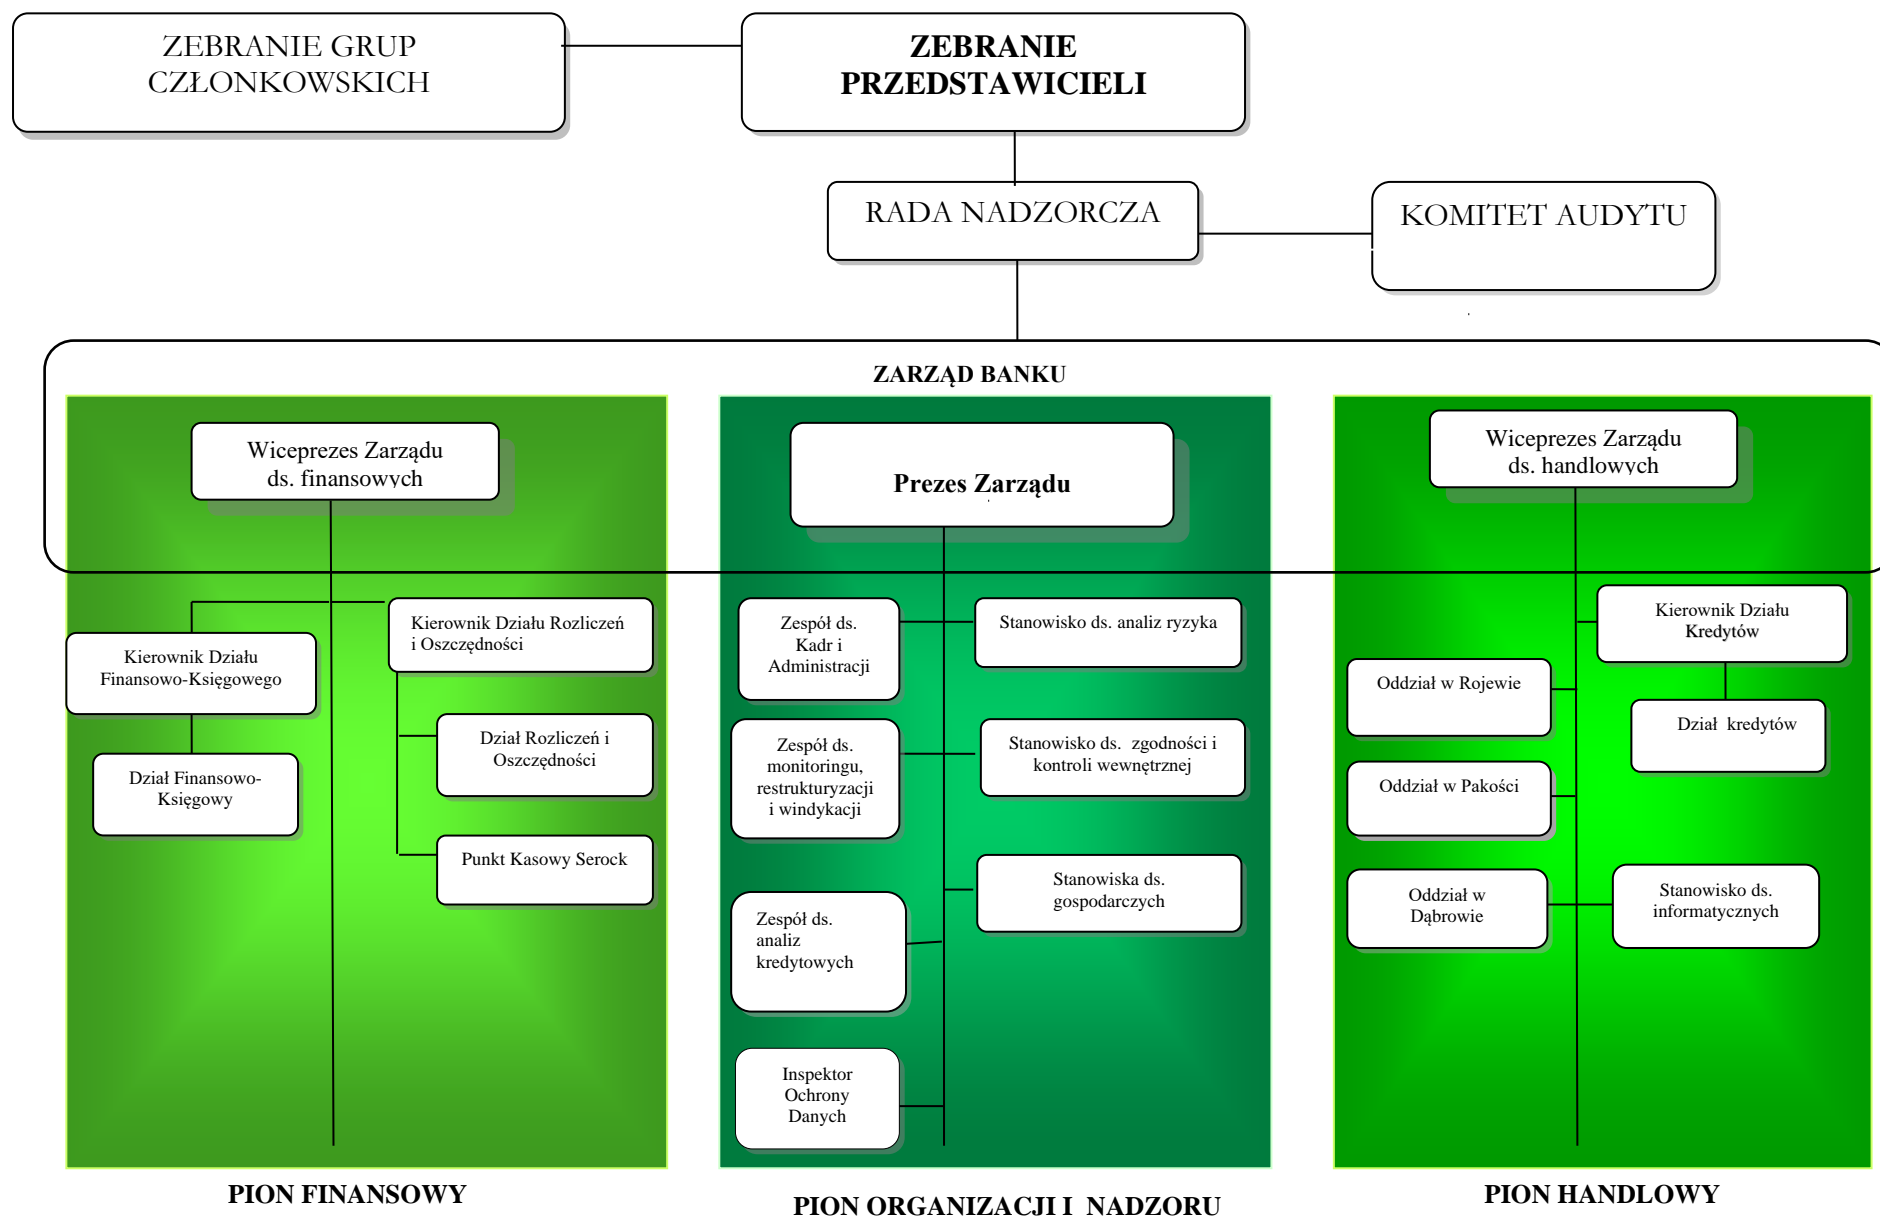 ZEBRANIE GRUP
CZŁONKOWSKICH
ZEBRANIE
PRZEDSTAWICIELI
RADA NADZORCZA
KOMITET AUDYTU
ZARZĄD BANKU
Wiceprezes Zarządu
ds. finansowych
Prezes Zarządu
Wiceprezes Zarządu
ds. handlowych
Kierownik Działu Rozliczeń
i Oszczędności
Kierownik Działu
Finansowo-Księgowego
Dział Rozliczeń i
Oszczędności
Dział Finansowo-
Księgowy
Punkt Kasowy Serock
Zespół ds.
Kadr i
Administracji
Stanowisko ds. analiz ryzyka
Zespół ds.
monitoringu,
restrukturyzacji
i windykacji
Stanowisko ds.  zgodności i
kontroli wewnętrznej
Stanowiska ds.
gospodarczych
Zespół ds.
analiz
kredytowych
Inspektor
Ochrony
Danych
Kierownik Działu
Kredytów
Oddział w Rojewie
Dział  kredytów
Oddział w Pakości
Oddział w
Dąbrowie
Stanowisko ds.
informatycznych
PION FINANSOWY
PION ORGANIZACJI I  NADZORU
PION HANDLOWY